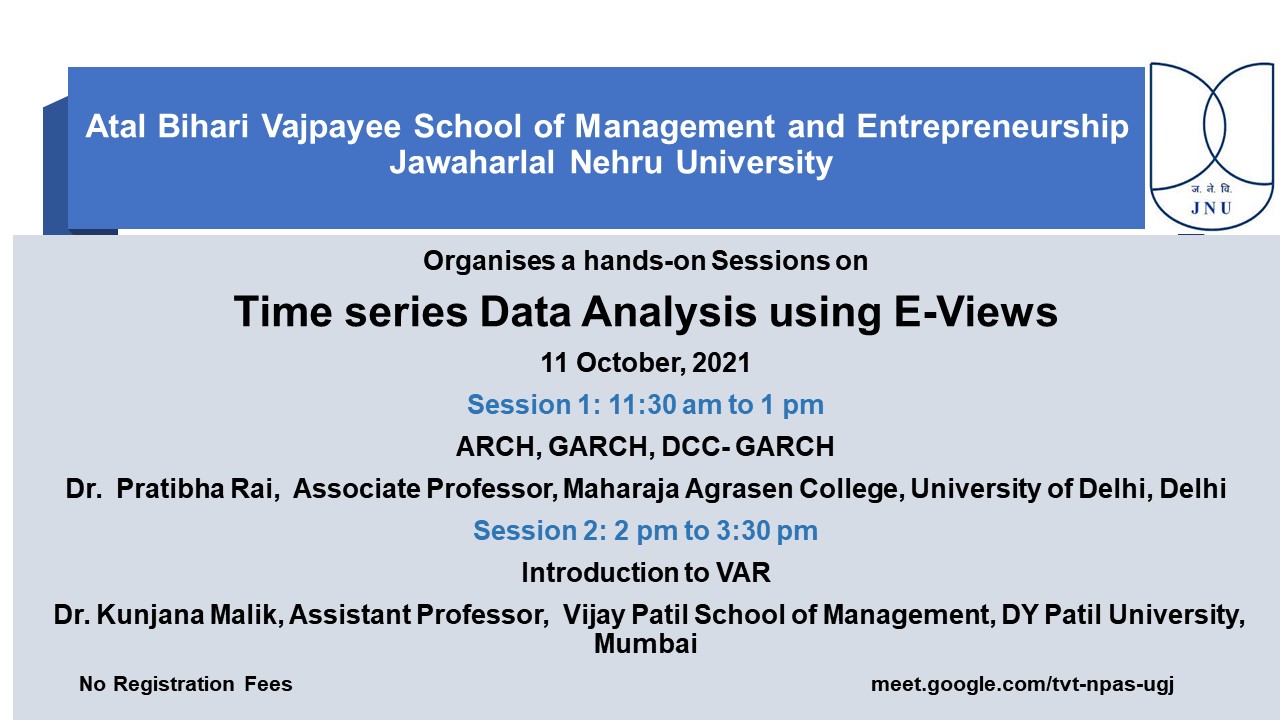 Atal Bihari Vajpayee School of Management and Entrepreneurship
Jawaharlal Nehru University
ज. ने. वि.
JNU
Organises a hands-on Sessions on
Time series Data Analysis using E-Views
11 October, 2021
Session 1: 11:30 am to 1 pm
ARCH, GARCH, DCC- GARCH
Dr. Pratibha Rai, Associate Professor, Maharaja Agrasen College, University of Delhi, Delhi
Session 2: 2 pm to 3:30 pm
Introduction to VAR
Dr. Kunjana Malik, Assistant Professor, Vijay Patil School of Management, DY Patil University,
Mumbai
No Registration Fees
meet.google.com/tvt-npas-ugj